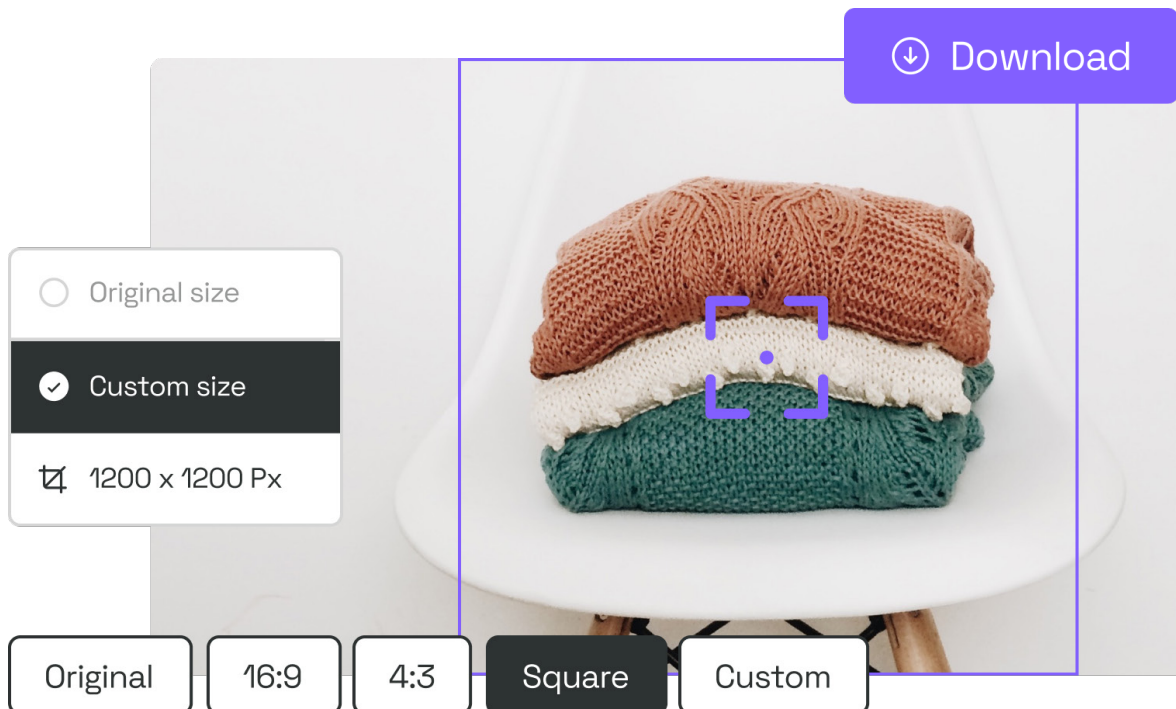 Download
Original size
Custom size
1200 x 1200 Px
Original
16:9
4:3
Square
Custom